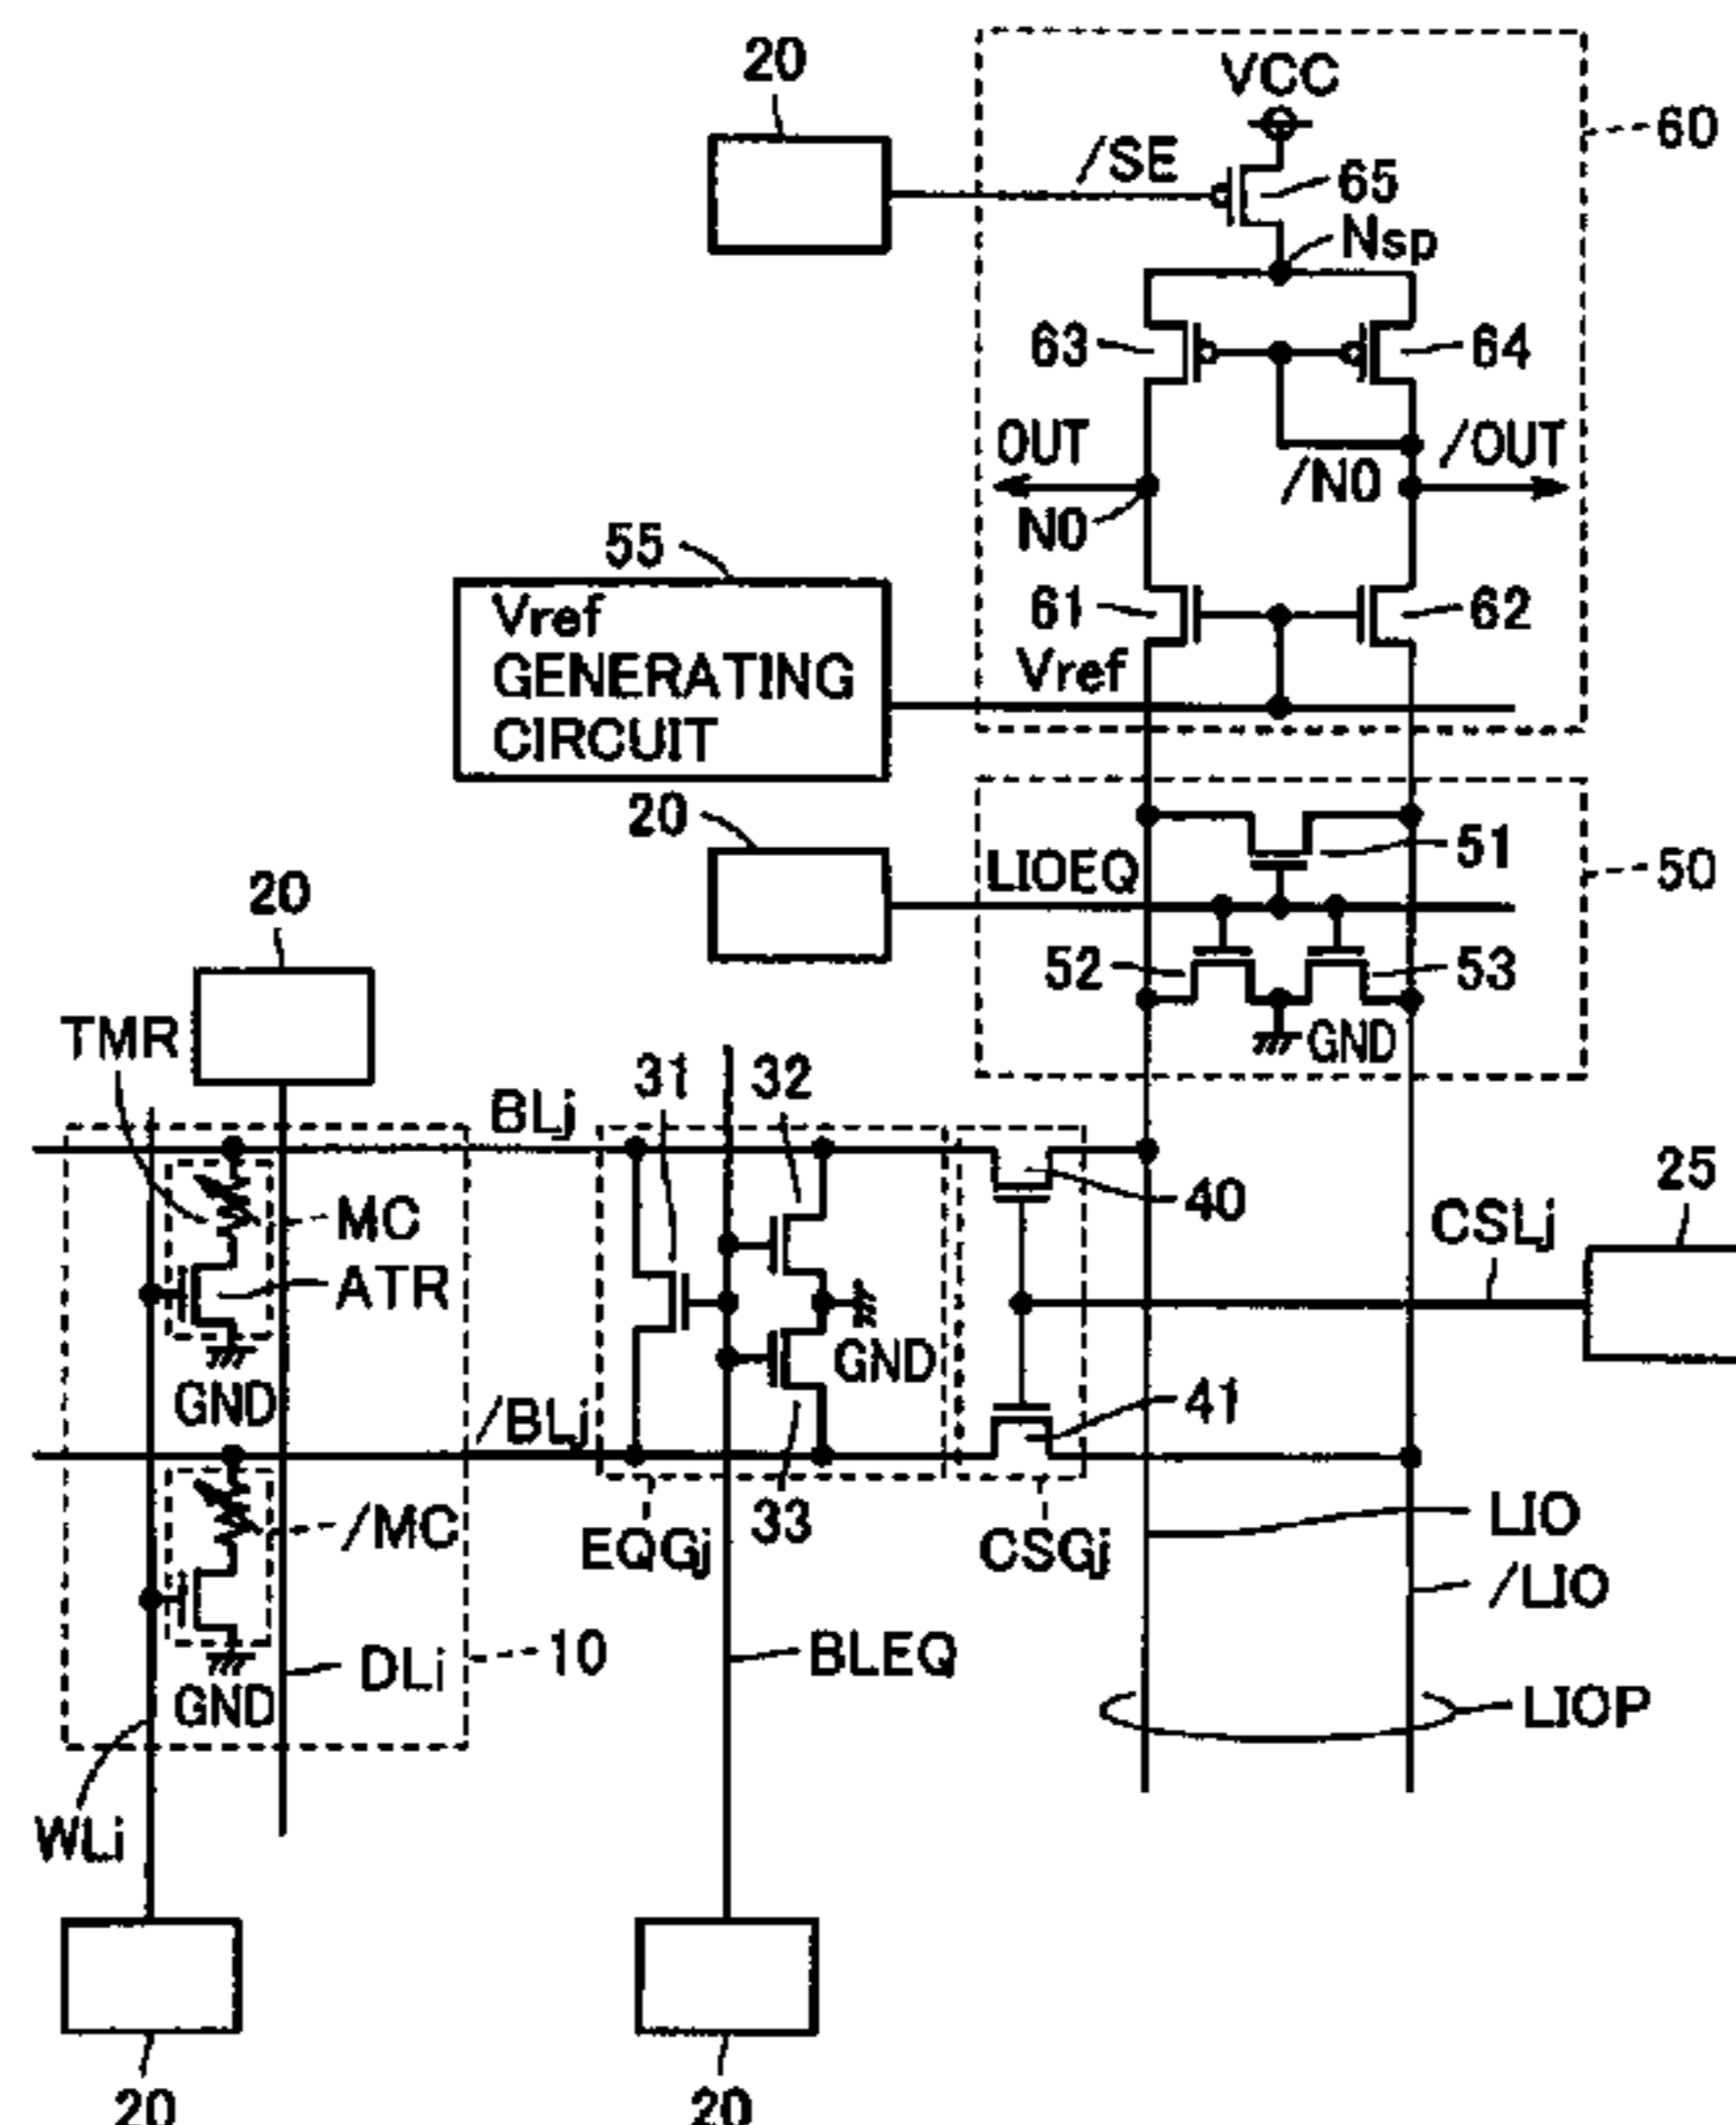 20
VCC
60
/SE
65
Nsp
63
64
OUT
/N0
/OUT
N0
55
Vref
GENERATING
CIRCUIT
61
62
Vref
20
LIOEQ
51
50
20
52
53
GND
TMR
31
32
BLj
MC
40
25
CSLj
ATR
GND
GND
/BLj
41
/MC
EQGj
33
CSGj
LIO
/LIO
DLi
10
BLEQ
GND
LIOP
WLi
20
20